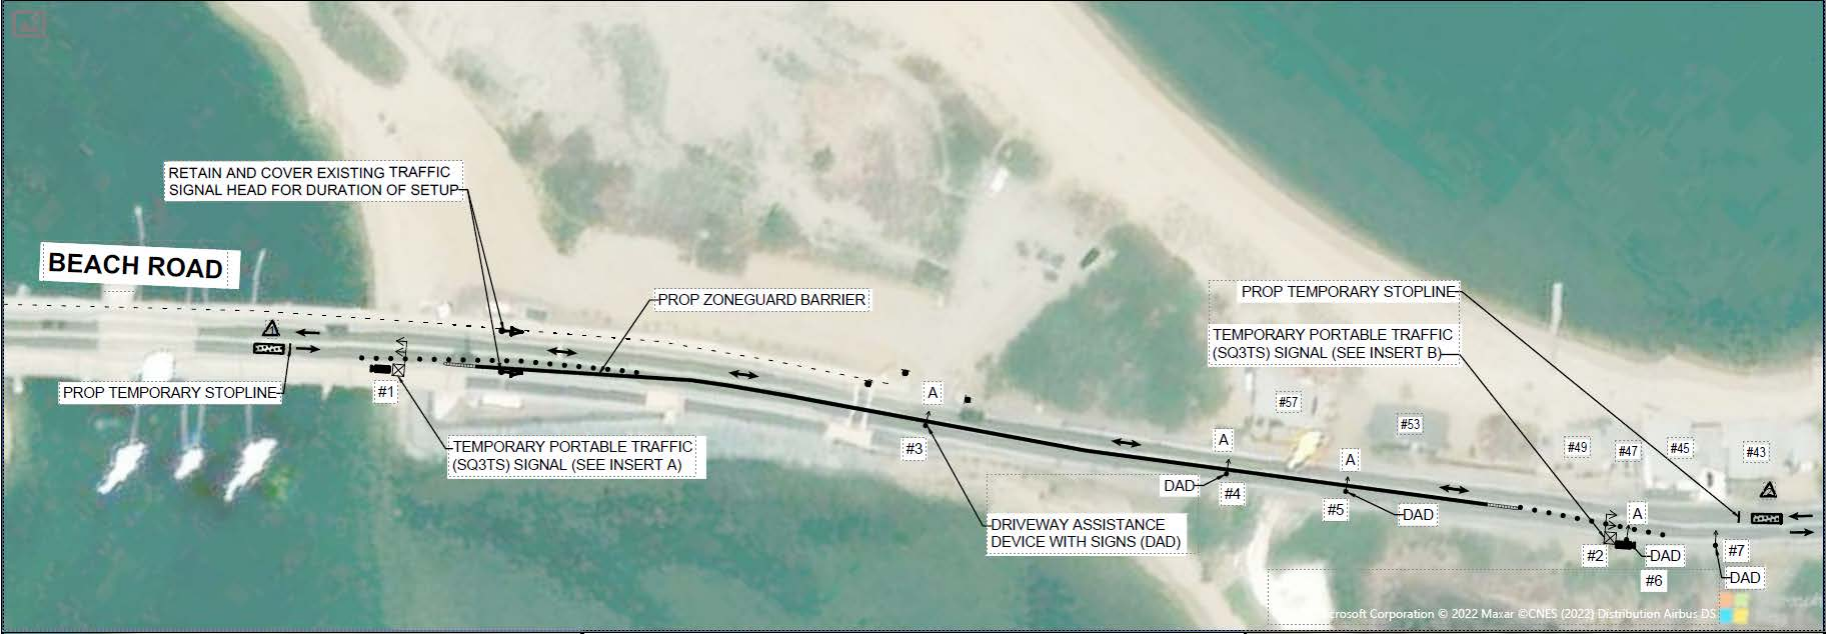 RETAIN AND COVER EXISTING TRAFFIC
SIGNAL HEAD FOR DURATION OF SETUP
BEACH ROAD
PROP ZONEGUARD BARRIER
PROP TEMPORARY STOPLINE
TEMPORARY PORTABLE TRAFFIC
(SQ3TS) SIGNAL (SEE INSERT B)
PROP TEMPORARY STOPLINE
#1
TEMPORARY PORTABLE TRAFFIC
(SQ3TS) SIGNAL (SEE INSERT A)
A
#3
DRIVEWAY ASSISTANCE
DEVICE WITH SIGNS (DAD)
A
DAD
#4
#57
A
#5
DAD
#53
#49
#47
#45
#43
A
#2
DAD
#6
#7
DAD
crosoft Corporation © 2022 Maxar ©CNES (2022) Distribution Airbus DS